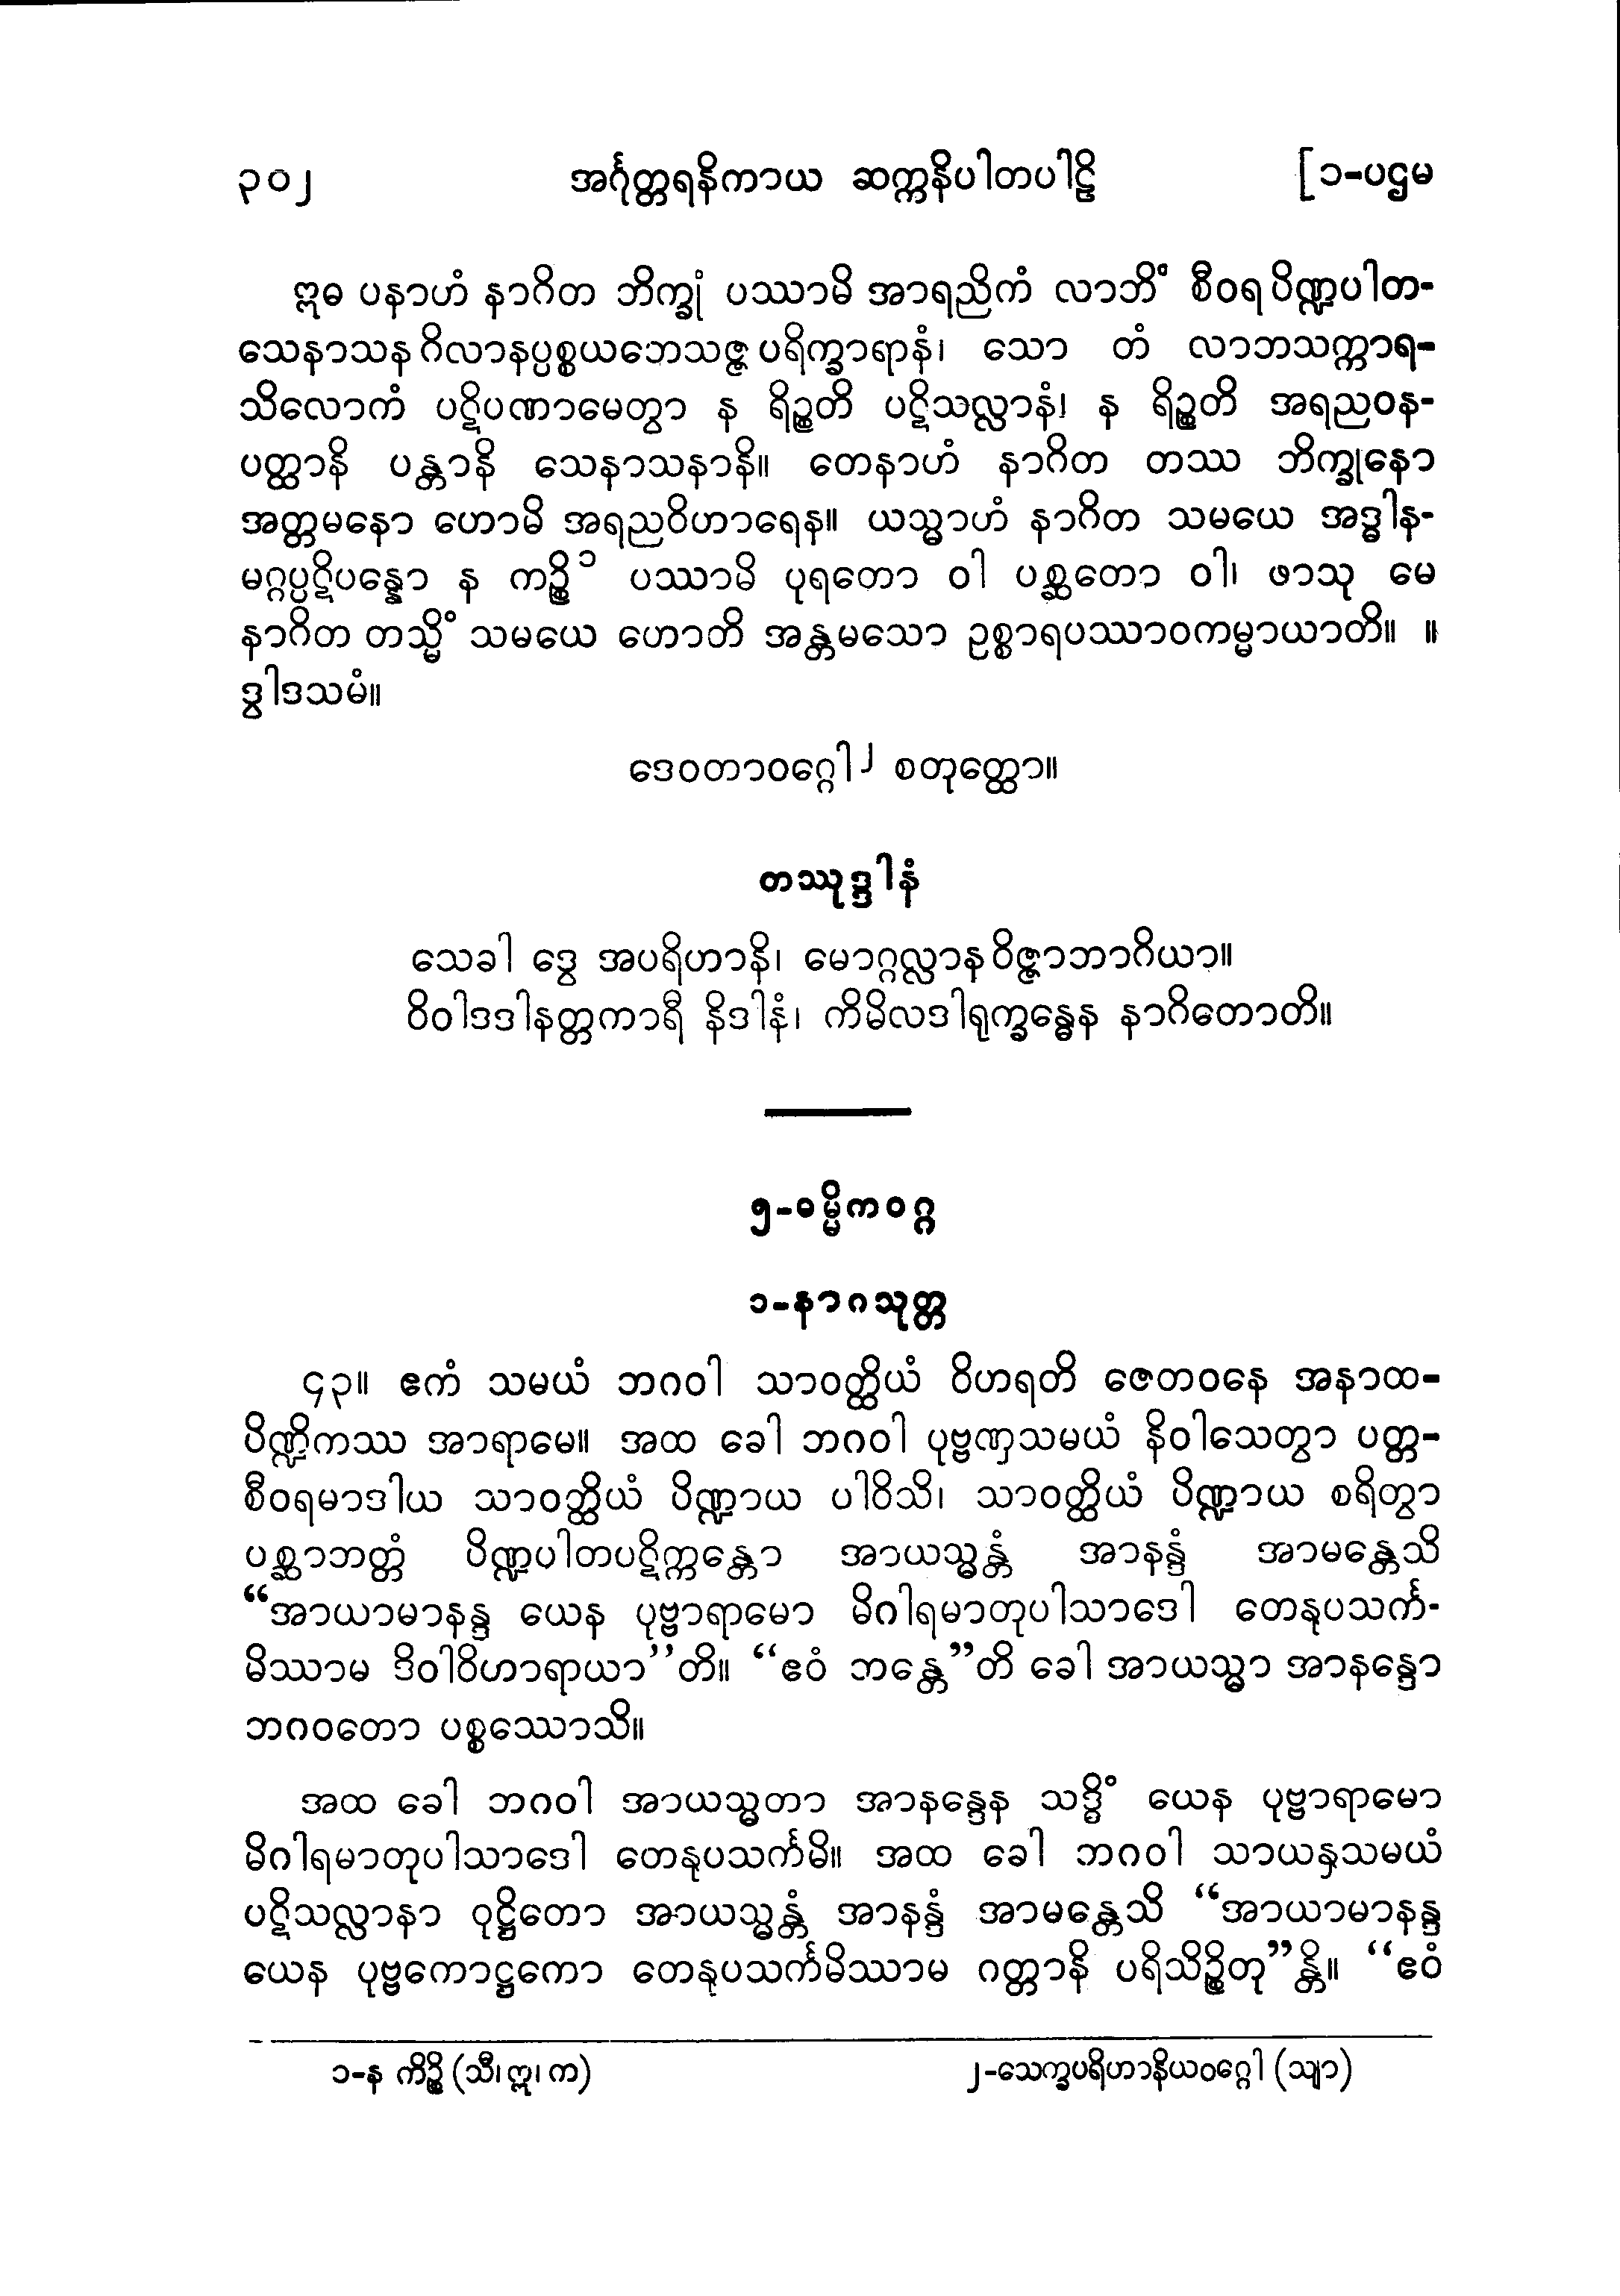 ၃၀၂ အင်္ဂုတ္တရနိကာယ ဆက္ကနိပါတပါဠိ [၁-ပဌမ
ဣဓ ပနာဟံ နာဂိတ ဘိက္ခုံ ပဿာမိ အာရညိကံ လာဘိံ စီဝရပိဏ္ဍပါတ-
သေနာသနဂိလာနပ္ပစ္စယဘေသဇ္ဇပရိက္ခာရာနံ၊ သော တံ လာဘသက္ကာရ-
သိလောကံ ပဋိပဏာမေတွာ န ရိဉ္စတိ ပဋိသလ္လာနံ၊ န ရိဉ္စတိ အရညဝန-
ပတ္ထာနိ ပန္တာနိ သေနာသနာနိ။ တေနာဟံ နာဂိတ တဿ ဘိက္ခုနော
အတ္တမနော ဟောမိ အရညဝိဟာရေန။ ယသ္မာဟံ နာဂိတ သမယေ အဒ္ဓါန-
မဂ္ဂပ္ပဋိပန္နော န ကဉ္စိ ၁ ပဿာမိ ပုရတော ဝါ ပစ္ဆတော ဝါ၊ ဖာသု မေ
နာဂိတ တသ္မိံ သမယေ ဟောတိ အန္တမသော ဥစ္စာရပဿာဝကမ္မာယာတိ။ ။
ဒွါဒသမံ။
ဒေဝတာဝဂ္ဂေါ ၂ စတုတ္ထော။
တဿုဒ္ဒါနံ
သေခါ ဒွေ အပရိဟာနိ၊ မောဂ္ဂလ္လာနဝိဇ္ဇာဘာဂိယာ။
ဝိဝါဒဒါနတ္တကာရီ နိဒါနံ၊ ကိမိလဒါရုက္ခန္ဓေန နာဂိတောတိ။
၅-ဓမ္မိကဝဂ္ဂ
၁-နာဂသုတ္တ
၄၃။ ဧကံ သမယံ ဘဂဝါ သာဝတ္ထိယံ ဝိဟရတိ ဇေတဝနေ အနာထ-
ပိဏ္ဍိကဿ အာရာမေ။ အထ ခေါ ဘဂဝါ ပုဗ္ဗဏှသမယံ နိဝါသေတွာ ပတ္တ-
စီဝရမာဒါယ သာဝတ္ထိယံ ပိဏ္ဍာယ ပါဝိသိ၊ သာဝတ္ထိယံ ပိဏ္ဍာယ စရိတွာ
ပစ္ဆာဘတ္တံ ပိဏ္ဍပါတပဋိက္ကန္တော အာယသ္မန္တံ အာနန္ဒံ အာမန္တေသိ
“အာယာမာနန္ဒ ယေန ပုဗ္ဗာရာမော မိဂါရမာတုပါသာဒေါ တေနုပသင်္က-
မိဿာမ ဒိဝါဝိဟာရာယာ”တိ။ “ဧဝံ ဘန္တေ”တိ ခေါ အာယသ္မာ အာနန္ဒော
ဘဂဝတော ပစ္စဿောသိ။
အထ ခေါ ဘဂဝါ အာယသ္မတာ အာနန္ဒေန သဒ္ဓိံ ယေန ပုဗ္ဗာရာမော
မိဂါရမာတုပါသာဒေါ တေနုပသင်္ကမိ။ အထ ခေါ ဘဂဝါ သာယနှသမယံ
ပဋိသလ္လာနာ ဝုဋ္ဌိတော အာယသ္မန္တံ အာနန္ဒံ အာမန္တေသိ “အာယာမာနန္ဒ
ယေန ပုဗ္ဗကောဋ္ဌကော တေနုပသင်္ကမိဿာမ ဂတ္တာနိ ပရိသိဉ္စိတု”န္တိ။ “ဧဝံ
၁-န ကိဉ္စိ (သီ၊ ဣ၊ က) ၂-သေက္ခပရိဟာနိယဝဂ္ဂေါ (သျာ)